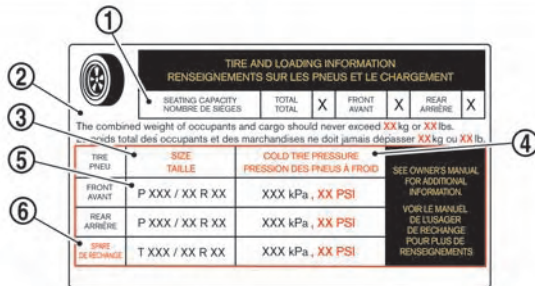 ①
TIRE AND LOADING INFORMATION
RENSEIGNEMENTS SUR LES PNEUS ET LE CHARGEMENT
②
SEATING CAPACITY
NOMBRE DE SIÈGES
TOTAL
TOTAL
X
FRONT
AVANT
X
REAR
ARRIÈRE
X
The combined weight of occupants and cargo should never exceed XX kg or XX lbs.
poids total des occupants et des marchandises ne doit jamais dépasser XX kg ou XX lb.
③
④
TIRE
PNEU
SIZE
TAILLE
COLD TIRE PRESSURE
PRESSION DES PNEUS À FROID
SEE OWNER'S MANUAL
FOR ADDITIONAL
INFORMATION.
VOIR LE MANUEL
DE L'USAGER
DE RECHANGE
POUR PLUS DE
RENSEIGNEMENTS
⑤
FRONT
AVANT
P XXX / XX R XX
XXX kPa , XX PSI
REAR
ARRIÈRE
P XXX / XX R XX
XXX kPa , XX PSI
⑥
SPARE
DE RECHANGE
T XXX / XX R XX
XXX kPa , XX PSI